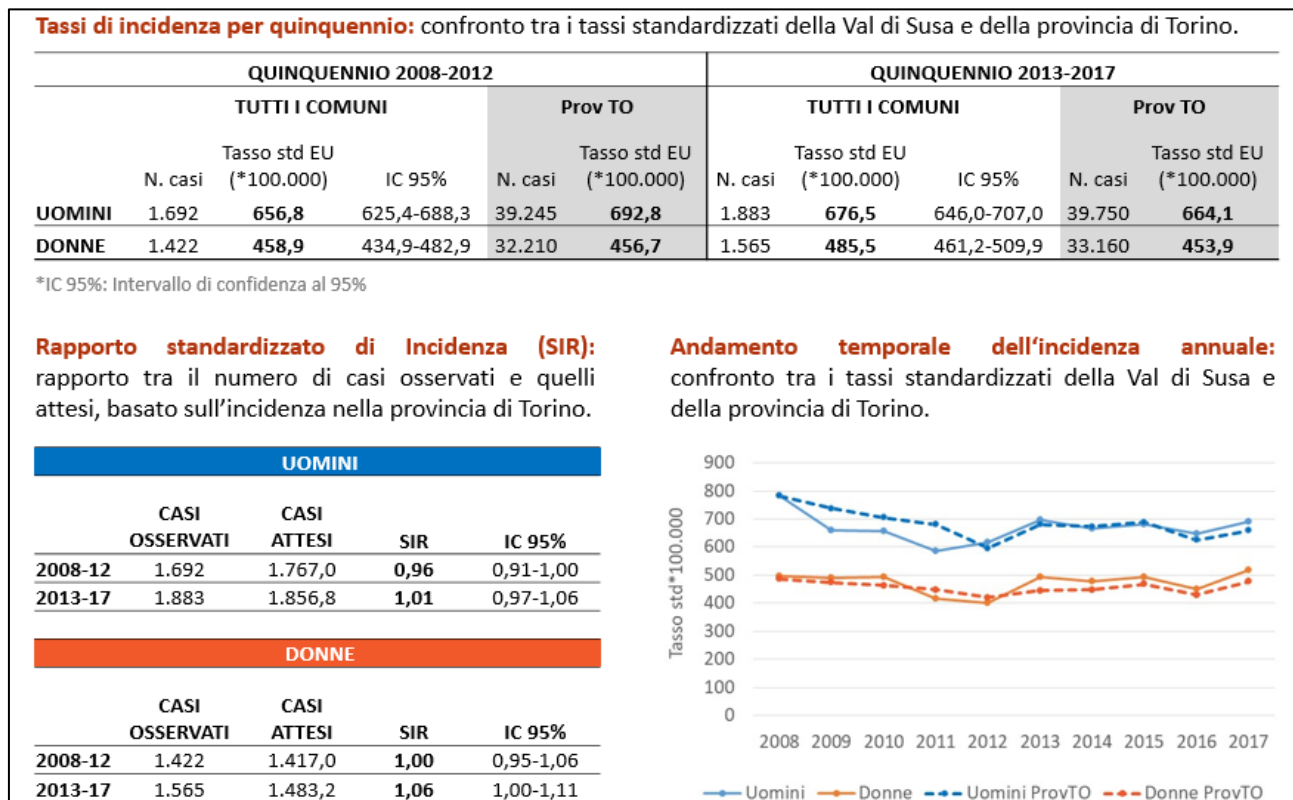 Tassi di incidenza per quinquennio: confronto tra i tassi standardizzati della Val di Susa e della provincia di Torino.
QUINQUENNIO 2008-2012 QUINQUENNIO 2013-2017
TUTTI I COMUNI Prov TO TUTTI I COMUNI Prov TO
Tasso std EU Tasso std EU Tasso std EU Tasso std EU
N. casi (*100.000) IC 95% N. casi (*100.000) N. casi (*100.000) IC 95% N. casi (*100.000)
UOMINI 1.692 656,8 625,4-688,3 39.245 692,8 1.883 676,5 646,0-707,0 39.750 664,1
DONNE 1.422 458,9 434,9-482,9 32.210 456,7 1.565 485,5 461,2-509,9 33.160 453,9
*IC 95%: Intervallo di confidenza al 95%
Rapporto standardizzato di Incidenza (SIR):
rapporto tra il numero di casi osservati e quelli
attesi, basato sull'incidenza nella provincia di Torino.
UOMINI
CASI CASI
OSSERVATI ATTESI SIR IC 95%
2008-12 1.692 1.767,0 0,96 0,91-1,00
2013-17 1.883 1.856,8 1,01 0,97-1,06
DONNE
CASI CASI
OSSERVATI ATTESI SIR IC 95%
2008-12 1.422 1.417,0 1,00 0,95-1,06
2013-17 1.565 1.483,2 1,06 1,00-1,11
Andamento temporale dell'incidenza annuale:
confronto tra i tassi standardizzati della Val di Susa e
della provincia di Torino.
Tasso std*100.000
900
800
700
600
500
400
300
200
100
0
2008 2009 2010 2011 2012 2013 2014 2015 2016 2017
Uomini Donne Uomini ProvTO Donne ProvTO